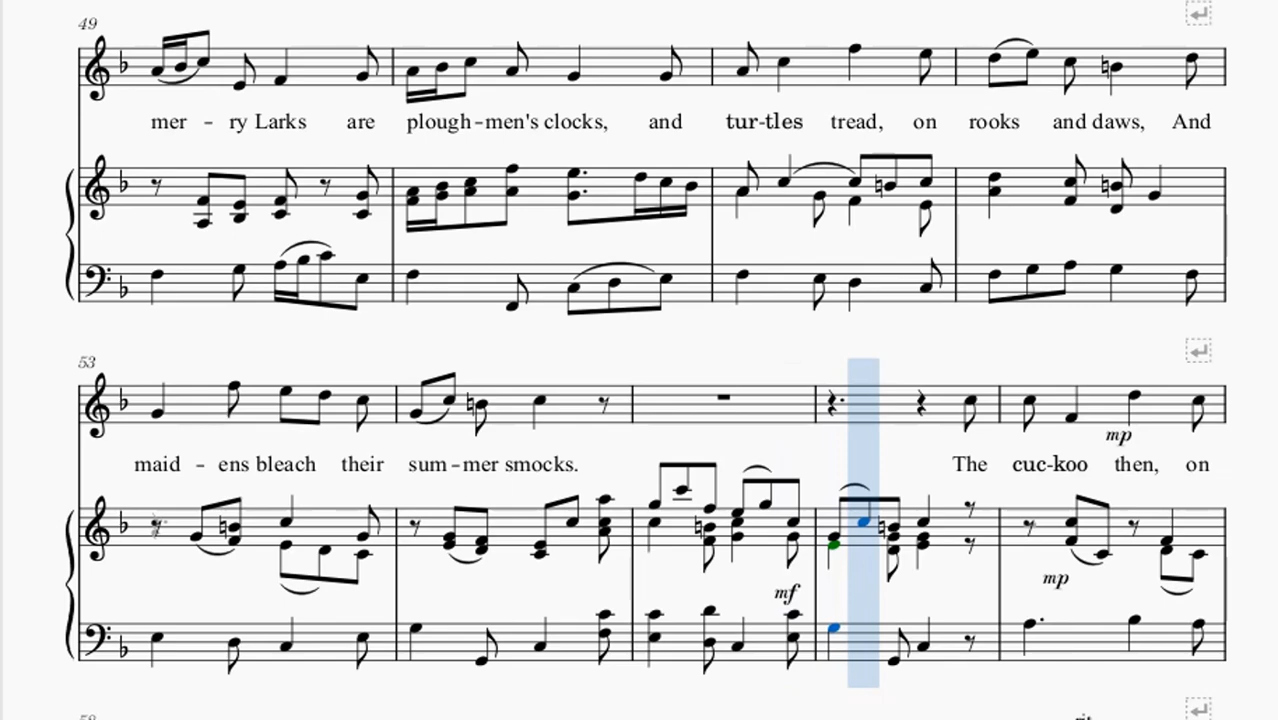 49
mer - ry Larks are plough-men's clocks, and tur-tles tread, on rooks and daws, And
53
maid - ens bleach their sum-mer smocks. The cuc-koo then, on
mp
mf
mp